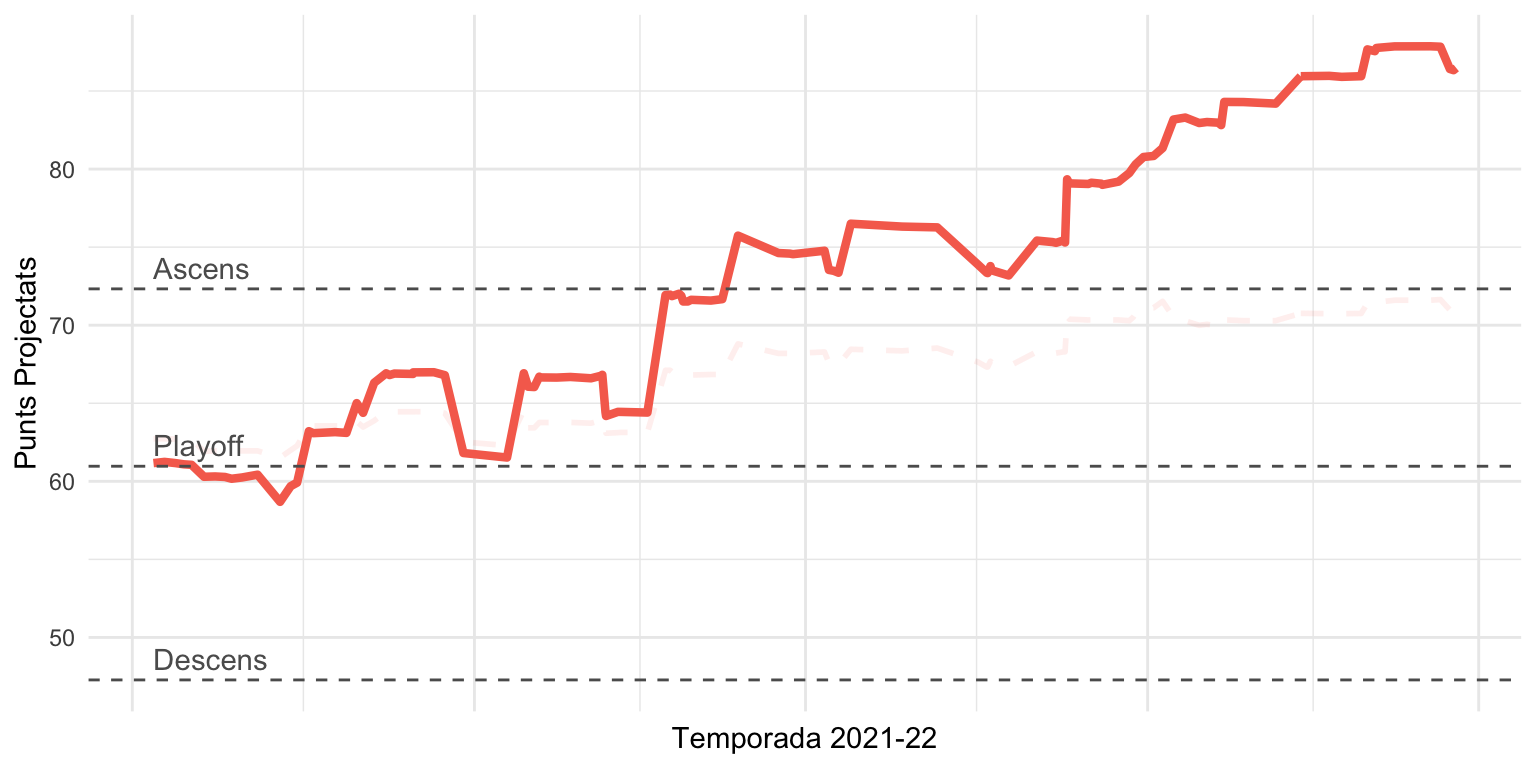 Punts Projectats
80
70
60
50
Ascens
Playoff
Descens
Temporada 2021-22